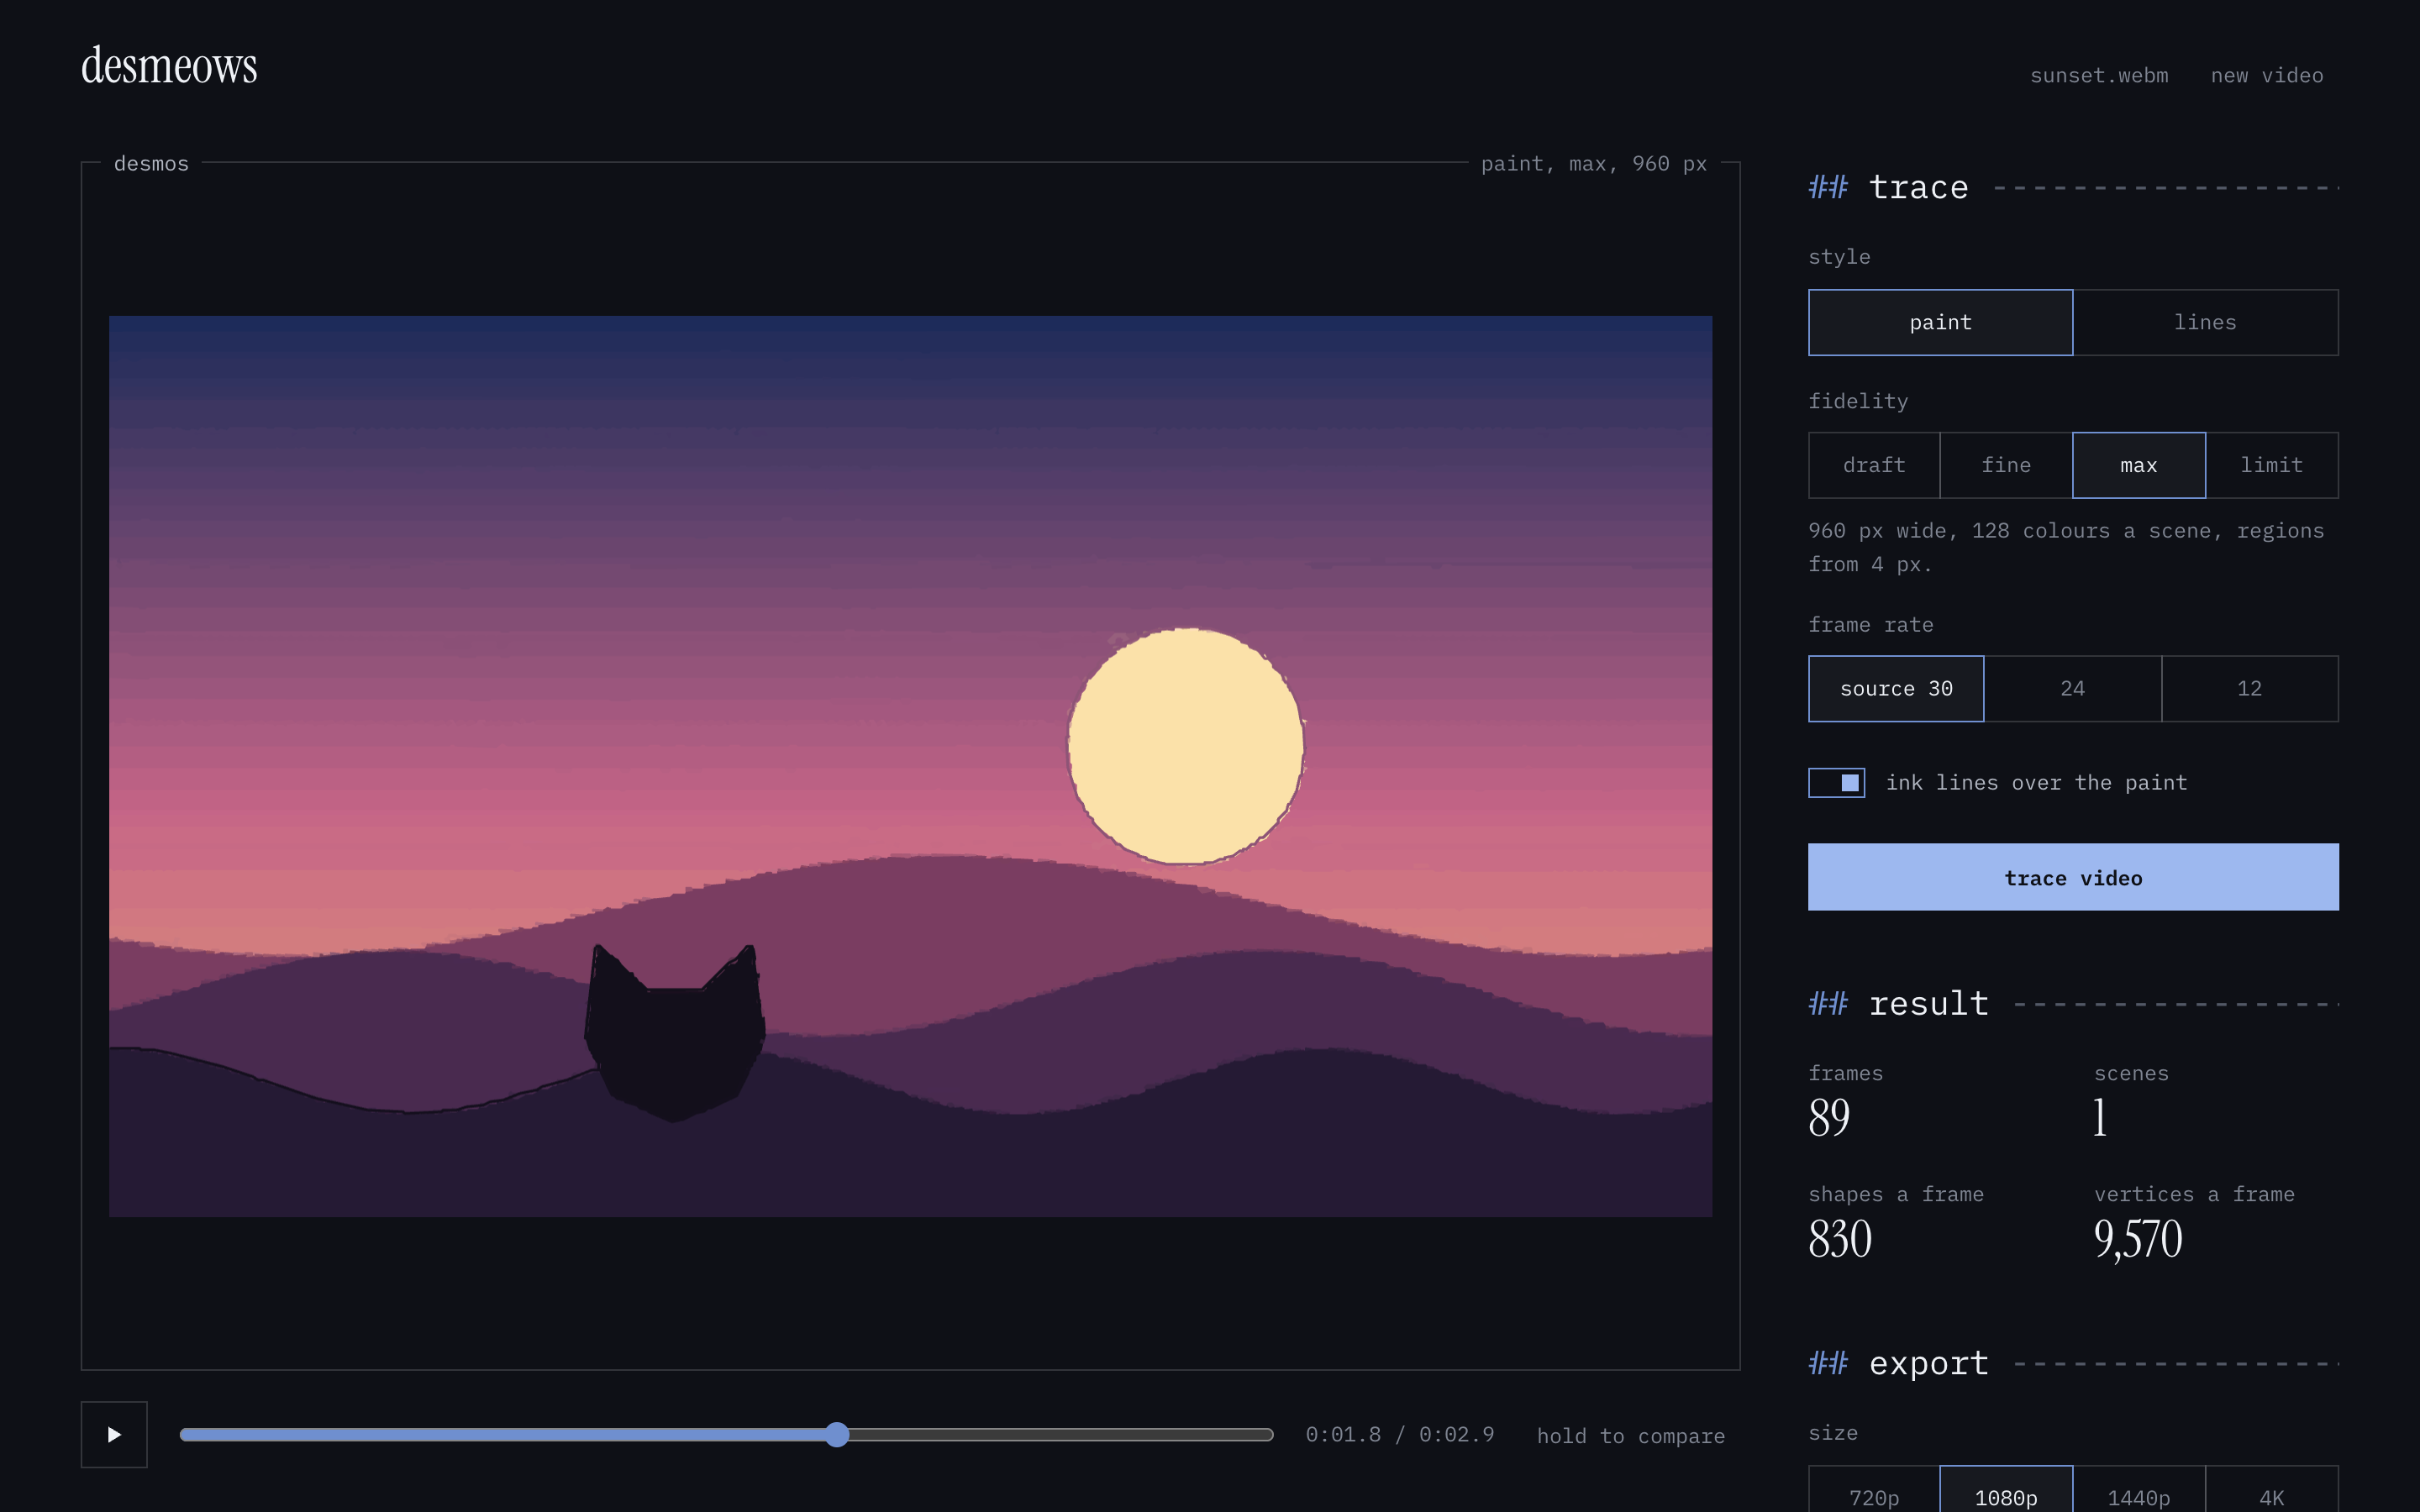 desmeows
sunset.webm new video
desmos
paint, max, 960 px
## trace
style
paint lines
fidelity
draft fine max limit
960 px wide, 128 colours a scene, regions
from 4 px.
frame rate
source 30 24 12
ink lines over the paint
trace video
## result
frames scenes
89 1
shapes a frame vertices a frame
830 9,570
## export
size
720p 1080p 1440p 4K
0:01.8 / 0:02.9 hold to compare